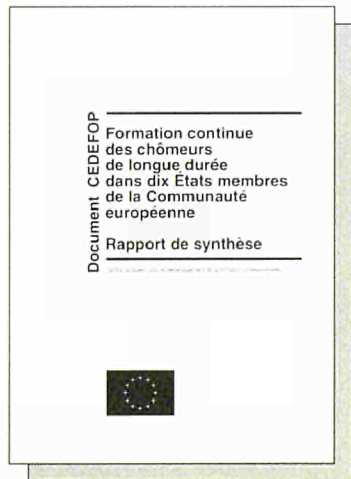 Document CEDEFOP
Formation continue
des chômeurs
de longue durée
dans dix États membres
de la Communauté
européenne
Rapport de synthèse